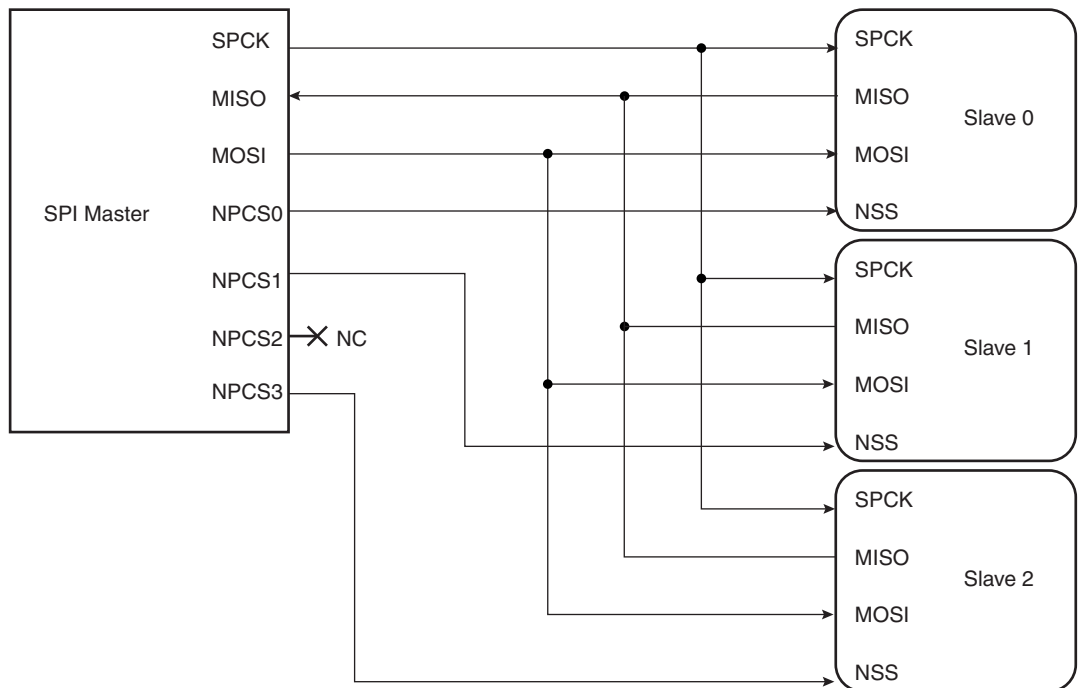 SPI Master
SPCK
MISO
MOSI
NPCS0
NPCS1
NPCS2
NC
NPCS3
SPCK
MISO
Slave 0
MOSI
NSS
SPCK
MISO
Slave 1
MOSI
NSS
SPCK
MISO
Slave 2
MOSI
NSS